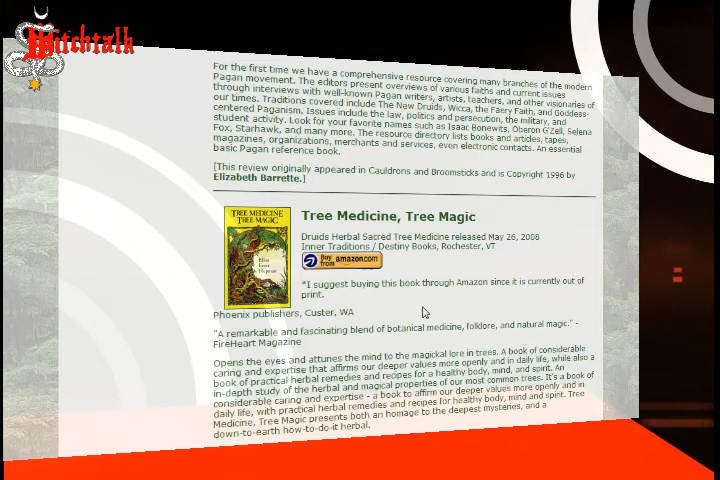 Witchtalk
For the first time we have a comprehensive resource covering many branches of the modern
Pagan movement. The editors present overviews of various faiths and current issues
through interviews with well-known Pagan writers, artists, teachers, and other visionaries of
our times. Traditions covered include The New Druids, Wicca, the Faery Faith, and Goddess-
centered Paganism. Issues include the law, politics and persecution, the military, and
student activity. Look for your favorite names such as Isaac Bonewits, Oberon G'Zell, Selena
Fox, Starhawk, and many more. The resource directory lists books and articles, tapes,
magazines, organizations, merchants and services, even electronic contacts. An essential
basic Pagan reference book.
[This review originally appeared in Cauldrons and Broomsticks and is Copyright 1996 by
Elizabeth Barrette.]
TREE MEDICINE
TREE MAGIC
Ellen
Evert
Hopman
Tree Medicine, Tree Magic
Druids Herbal Sacred Tree Medicine released May 26, 2008
Inner Traditions / Destiny Books, Rochester, VT
Buy from amazon.com
*I suggest buying this book through Amazon since it is currently out of
print.
Phoenix publishers, Custer, WA
"A remarkable and fascinating blend of botanical medicine, folklore, and natural magic." -
FireHeart Magazine
Opens the eyes and attunes the mind to the magickal lore in trees. A book of considerable
caring and expertise that affirms our deeper values more openly and in daily life, while also a
book of practical herbal remedies and recipes for a healthy body, mind, and spirit. An
in-depth study of the herbal and magical properties of our most common trees. It's a book of
considerable caring and expertise - a book to affirm our deeper values more openly and in
daily life, with practical herbal remedies and recipes for healthy body, mind and spirit. Tree
Medicine, Tree Magic presents both an homage to the deepest mysteries, and a
down-to-earth how-to-do-it herbal.